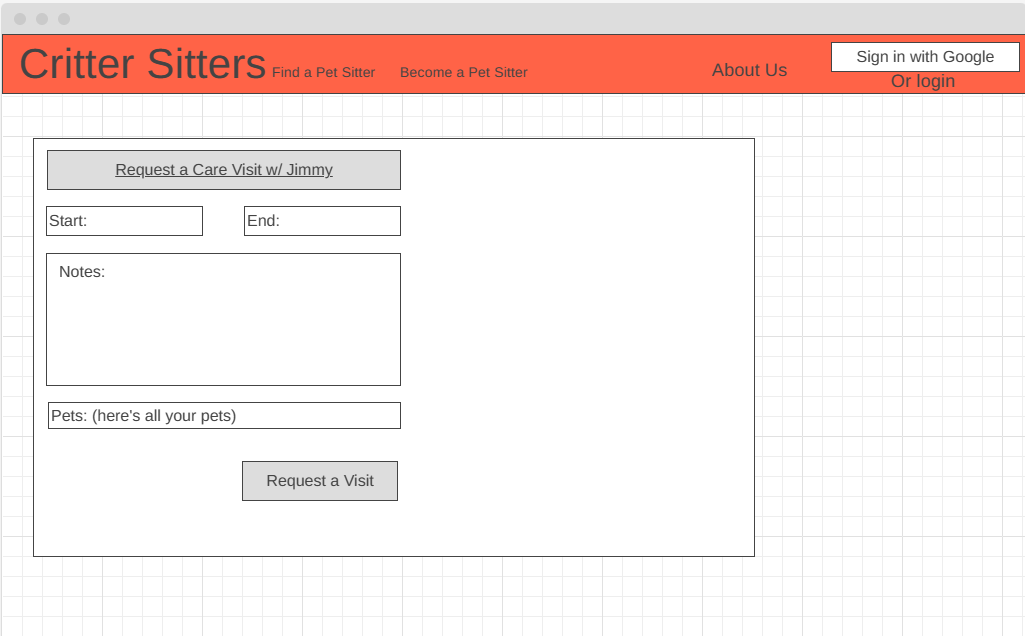 Critter Sitters Find a Pet Sitter Become a Pet Sitter About Us Sign in with Google
Or login
Request a Care Visit w/ Jimmy
Start: End:
Notes:
Pets: (here's all your pets)
Request a Visit